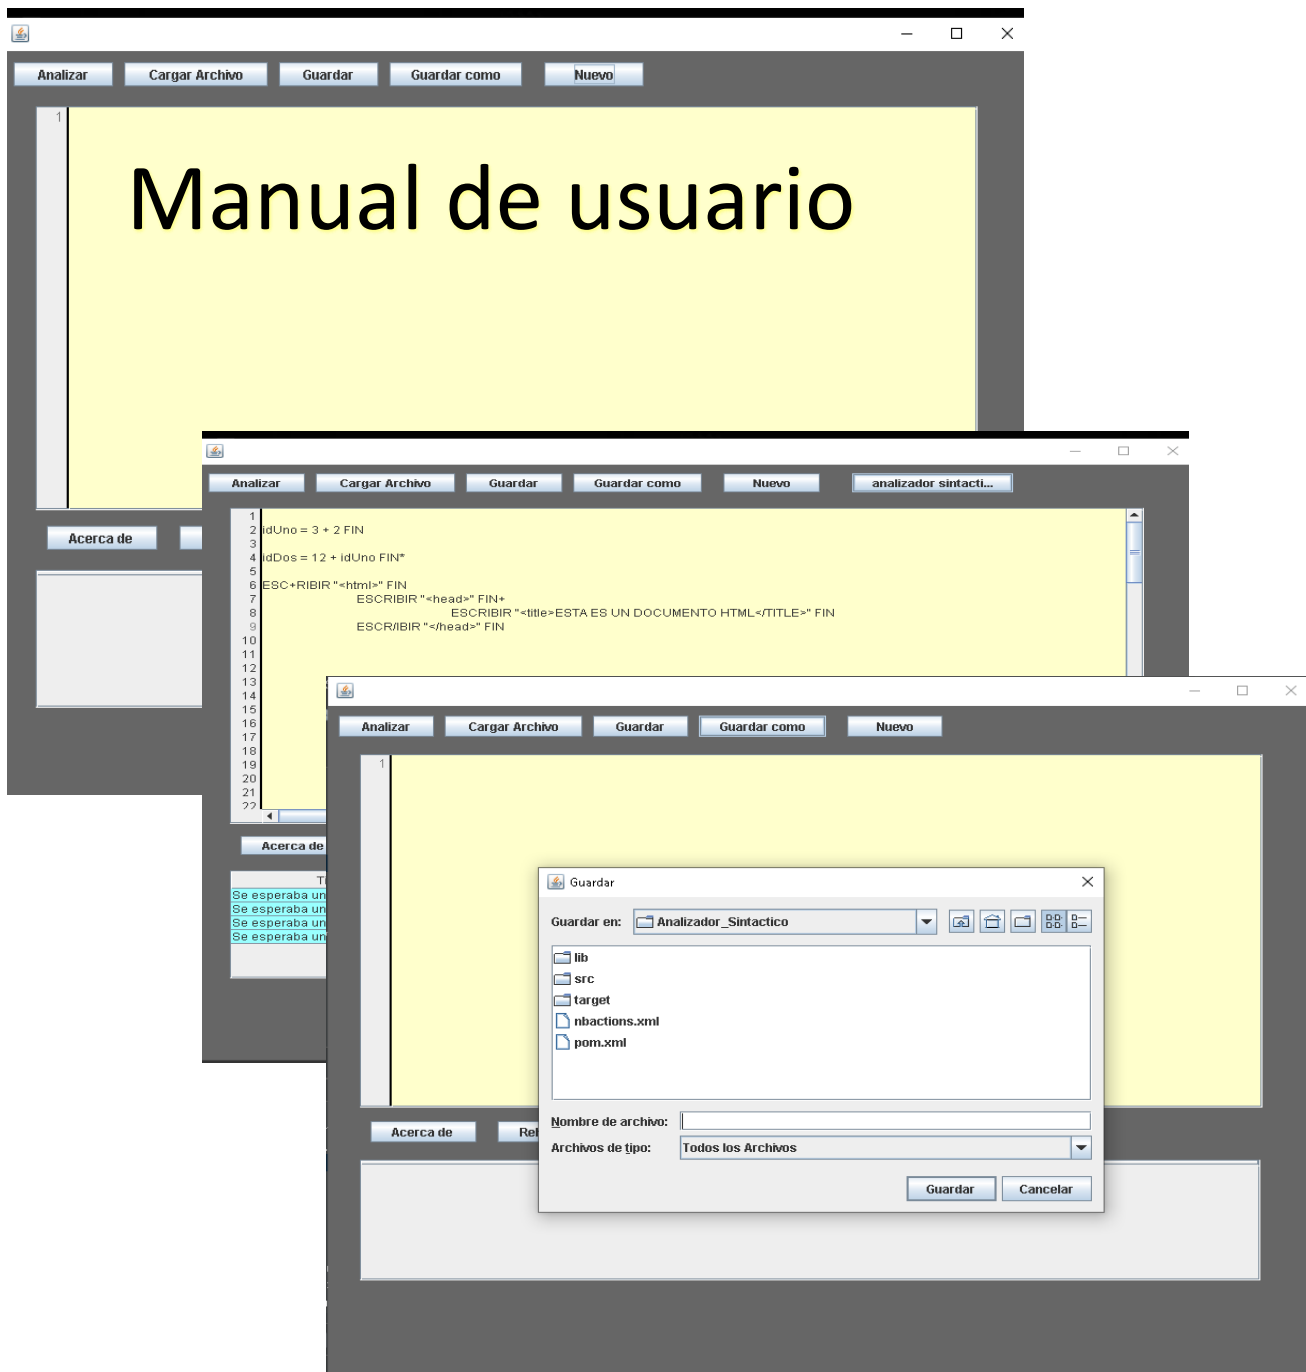 Analizar Cargar Archivo Guardar Guardar como Nuevo
1
Manual de usuario
Acerca de
Analizar Cargar Archivo Guardar Guardar como Nuevo analizador sintacti...
1
2 idUno = 3 + 2 FIN
3
4 idDos = 12 + idUno FIN*
5
6 ESC+RIBIR "<html>" FIN
7 ESCRIBIR "<head>" FIN+
8 ESCRIBIR "<title>ESTA ES UN DOCUMENTO HTML</TITLE>" FIN
9 ESCR/IBIR "</head>" FIN
10
11
12
13
14
15
16
17
18
19
20
21
22
Acerca de
Se esperaba un
Se esperaba un
Se esperaba un
Se esperaba un
Analizar Cargar Archivo Guardar Guardar como Nuevo
1
Guardar
Guardar en: Analizador_Sintactico
lib
src
target
nbactions.xml
pom.xml
Nombre de archivo:
Archivos de tipo: Todos los Archivos
Guardar Cancelar
Acerca de